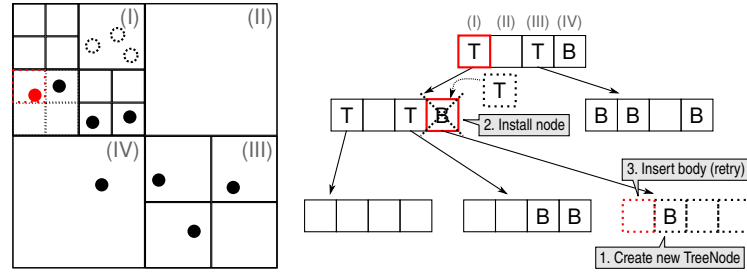 (I) (II)
(IV) (III)
(I) (II) (III) (IV)
T T B
T
T T B
2. Install node
B B B
3. Insert body (retry)
B B
B
1. Create new TreeNode